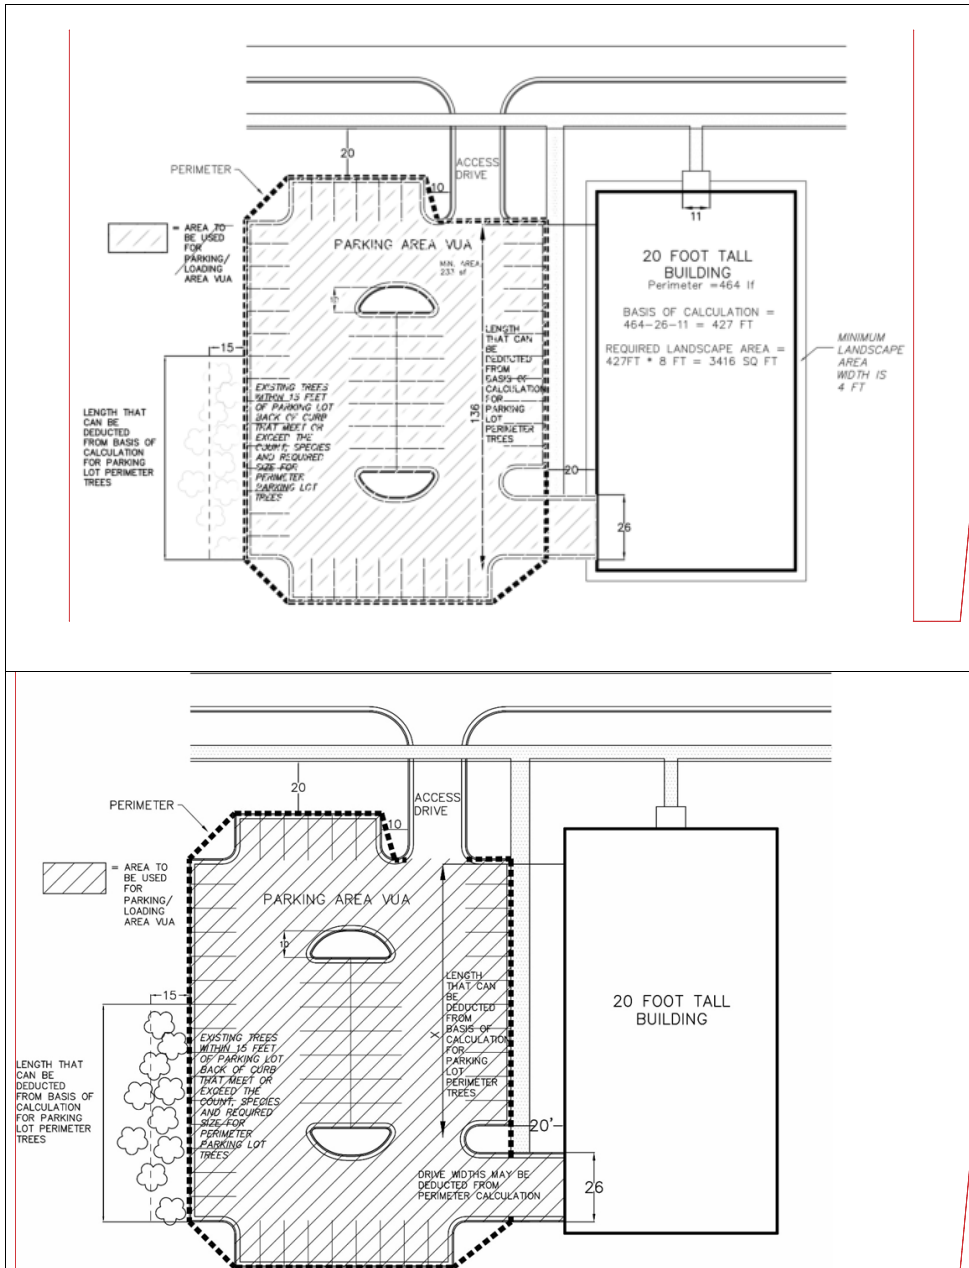 20
PERIMETER
ACCESS
DRIVE
10
11
= AREA TO
BE USED
FOR
PARKING/
LOADING
AREA VUA
PARKING AREA VUA
MIN. AREA
237 sf
20 FOOT TALL
BUILDING
Perimeter =464 lf
BASIS OF CALCULATION =
464-26-11 = 427 FT
REQUIRED LANDSCAPE AREA =
427FT * 8 FT = 3416 SQ FT
MINIMUM
LANDSCAPE
AREA
WIDTH IS
4 FT
15
LENGTH
THAT CAN
BE
DEDUCTED
FROM
BASIS OF
CALCULATION
FOR
PARKING
LOT
PERIMETER
TREES
136
EXISTING TREES
WITHIN 15 FEET
OF PARKING LOT
BACK OF CURB
THAT MEET OR
EXCEED THE
COUNT, SPECIES
AND REQUIRED
SIZE FOR
PERIMETER
PARKING LOT
TREES
LENGTH THAT
CAN BE
DEDUCTED
FROM BASIS OF
CALCULATION
FOR PARKING
LOT PERIMETER
TREES
20
26
20
PERIMETER
ACCESS
DRIVE
10
= AREA TO
BE USED
FOR
PARKING/
LOADING
AREA VUA
PARKING AREA VUA
10
15
LENGTH
THAT CAN
BE
DEDUCTED
FROM
BASIS OF
CALCULATION
FOR
PARKING
LOT
PERIMETER
TREES
X
20 FOOT TALL
BUILDING
EXISTING TREES
WITHIN 15 FEET
OF PARKING LOT
BACK OF CURB
THAT MEET OR
EXCEED THE
COUNT, SPECIES
AND REQUIRED
SIZE FOR
PERIMETER
PARKING LOT
TREES
LENGTH THAT
CAN BE
DEDUCTED
FROM BASIS OF
CALCULATION
FOR PARKING
LOT PERIMETER
TREES
20'
DRIVE WIDTHS MAY BE
DEDUCTED FROM
PERIMETER CALCULATION
26